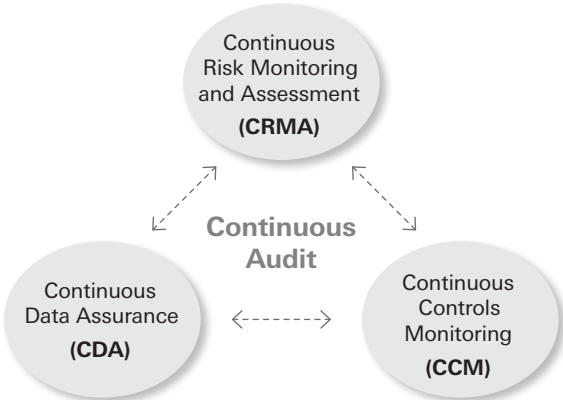 Continuous
Risk Monitoring
and Assessment
(CRMA)
Continuous
Audit
Continuous
Data Assurance
(CDA)
Continuous
Controls
Monitoring
(CCM)